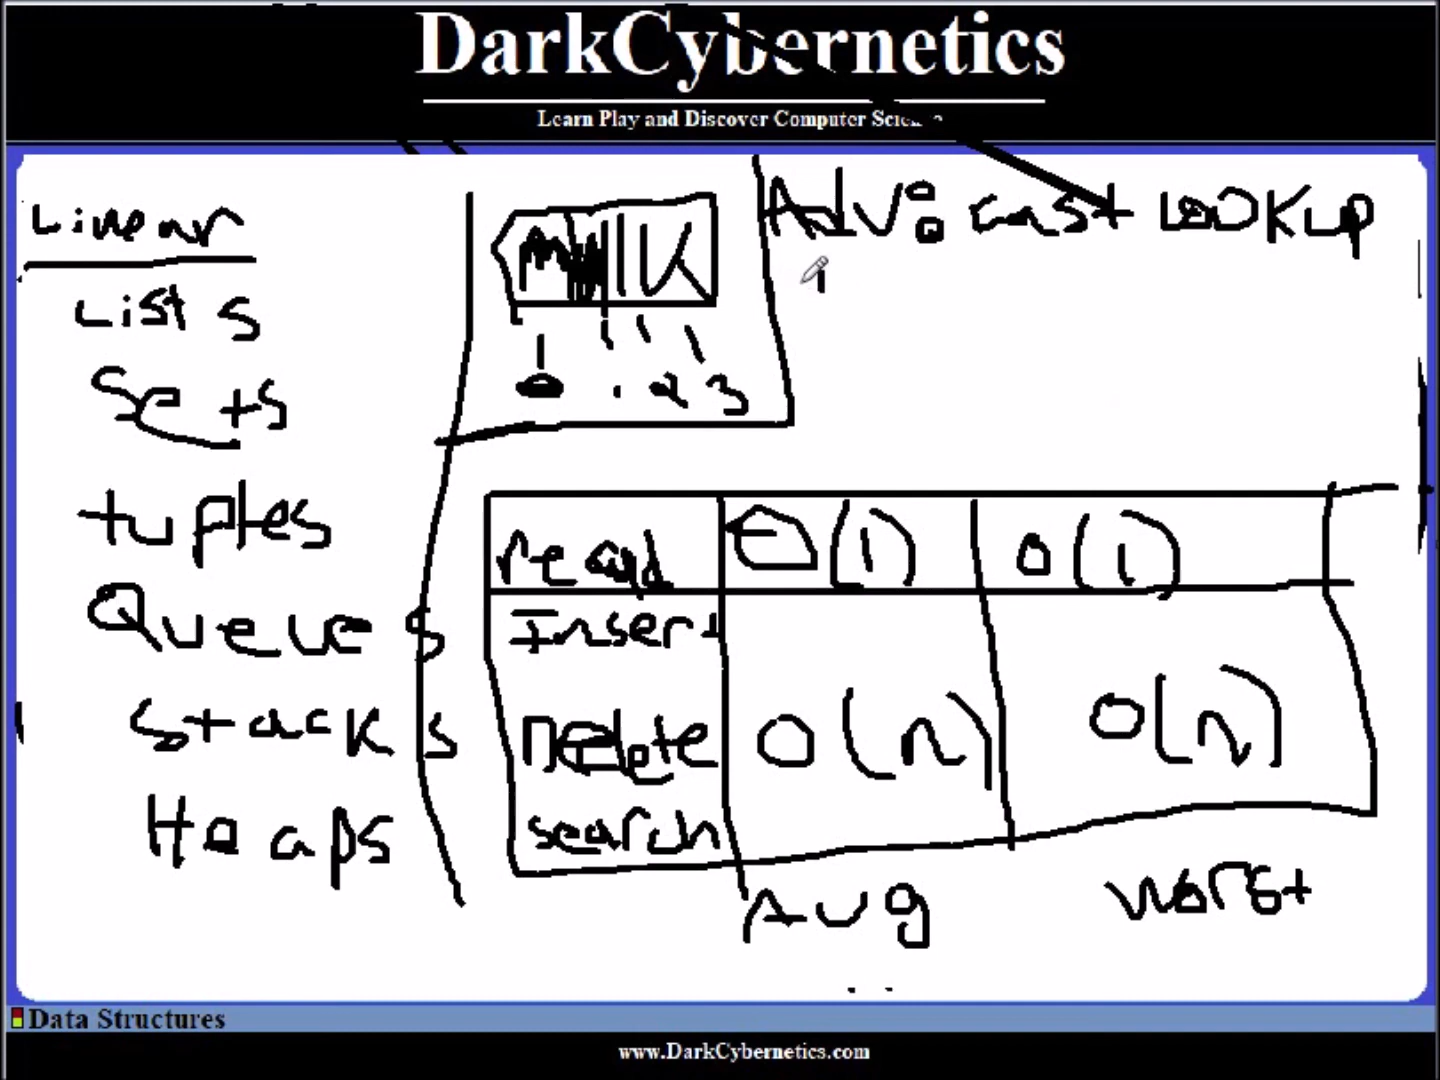 DarkCybernetics
Learn Play and Discover Computer Science
Linear
Lists
Sets
tuples
Queues
Stacks
Heaps
K
0 1 2 3
Adv: fast LOOKup
read O(1) O(1)
Insert
Delete O(n) O(n)
search
Avg worst
Data Structures
www.DarkCybernetics.com